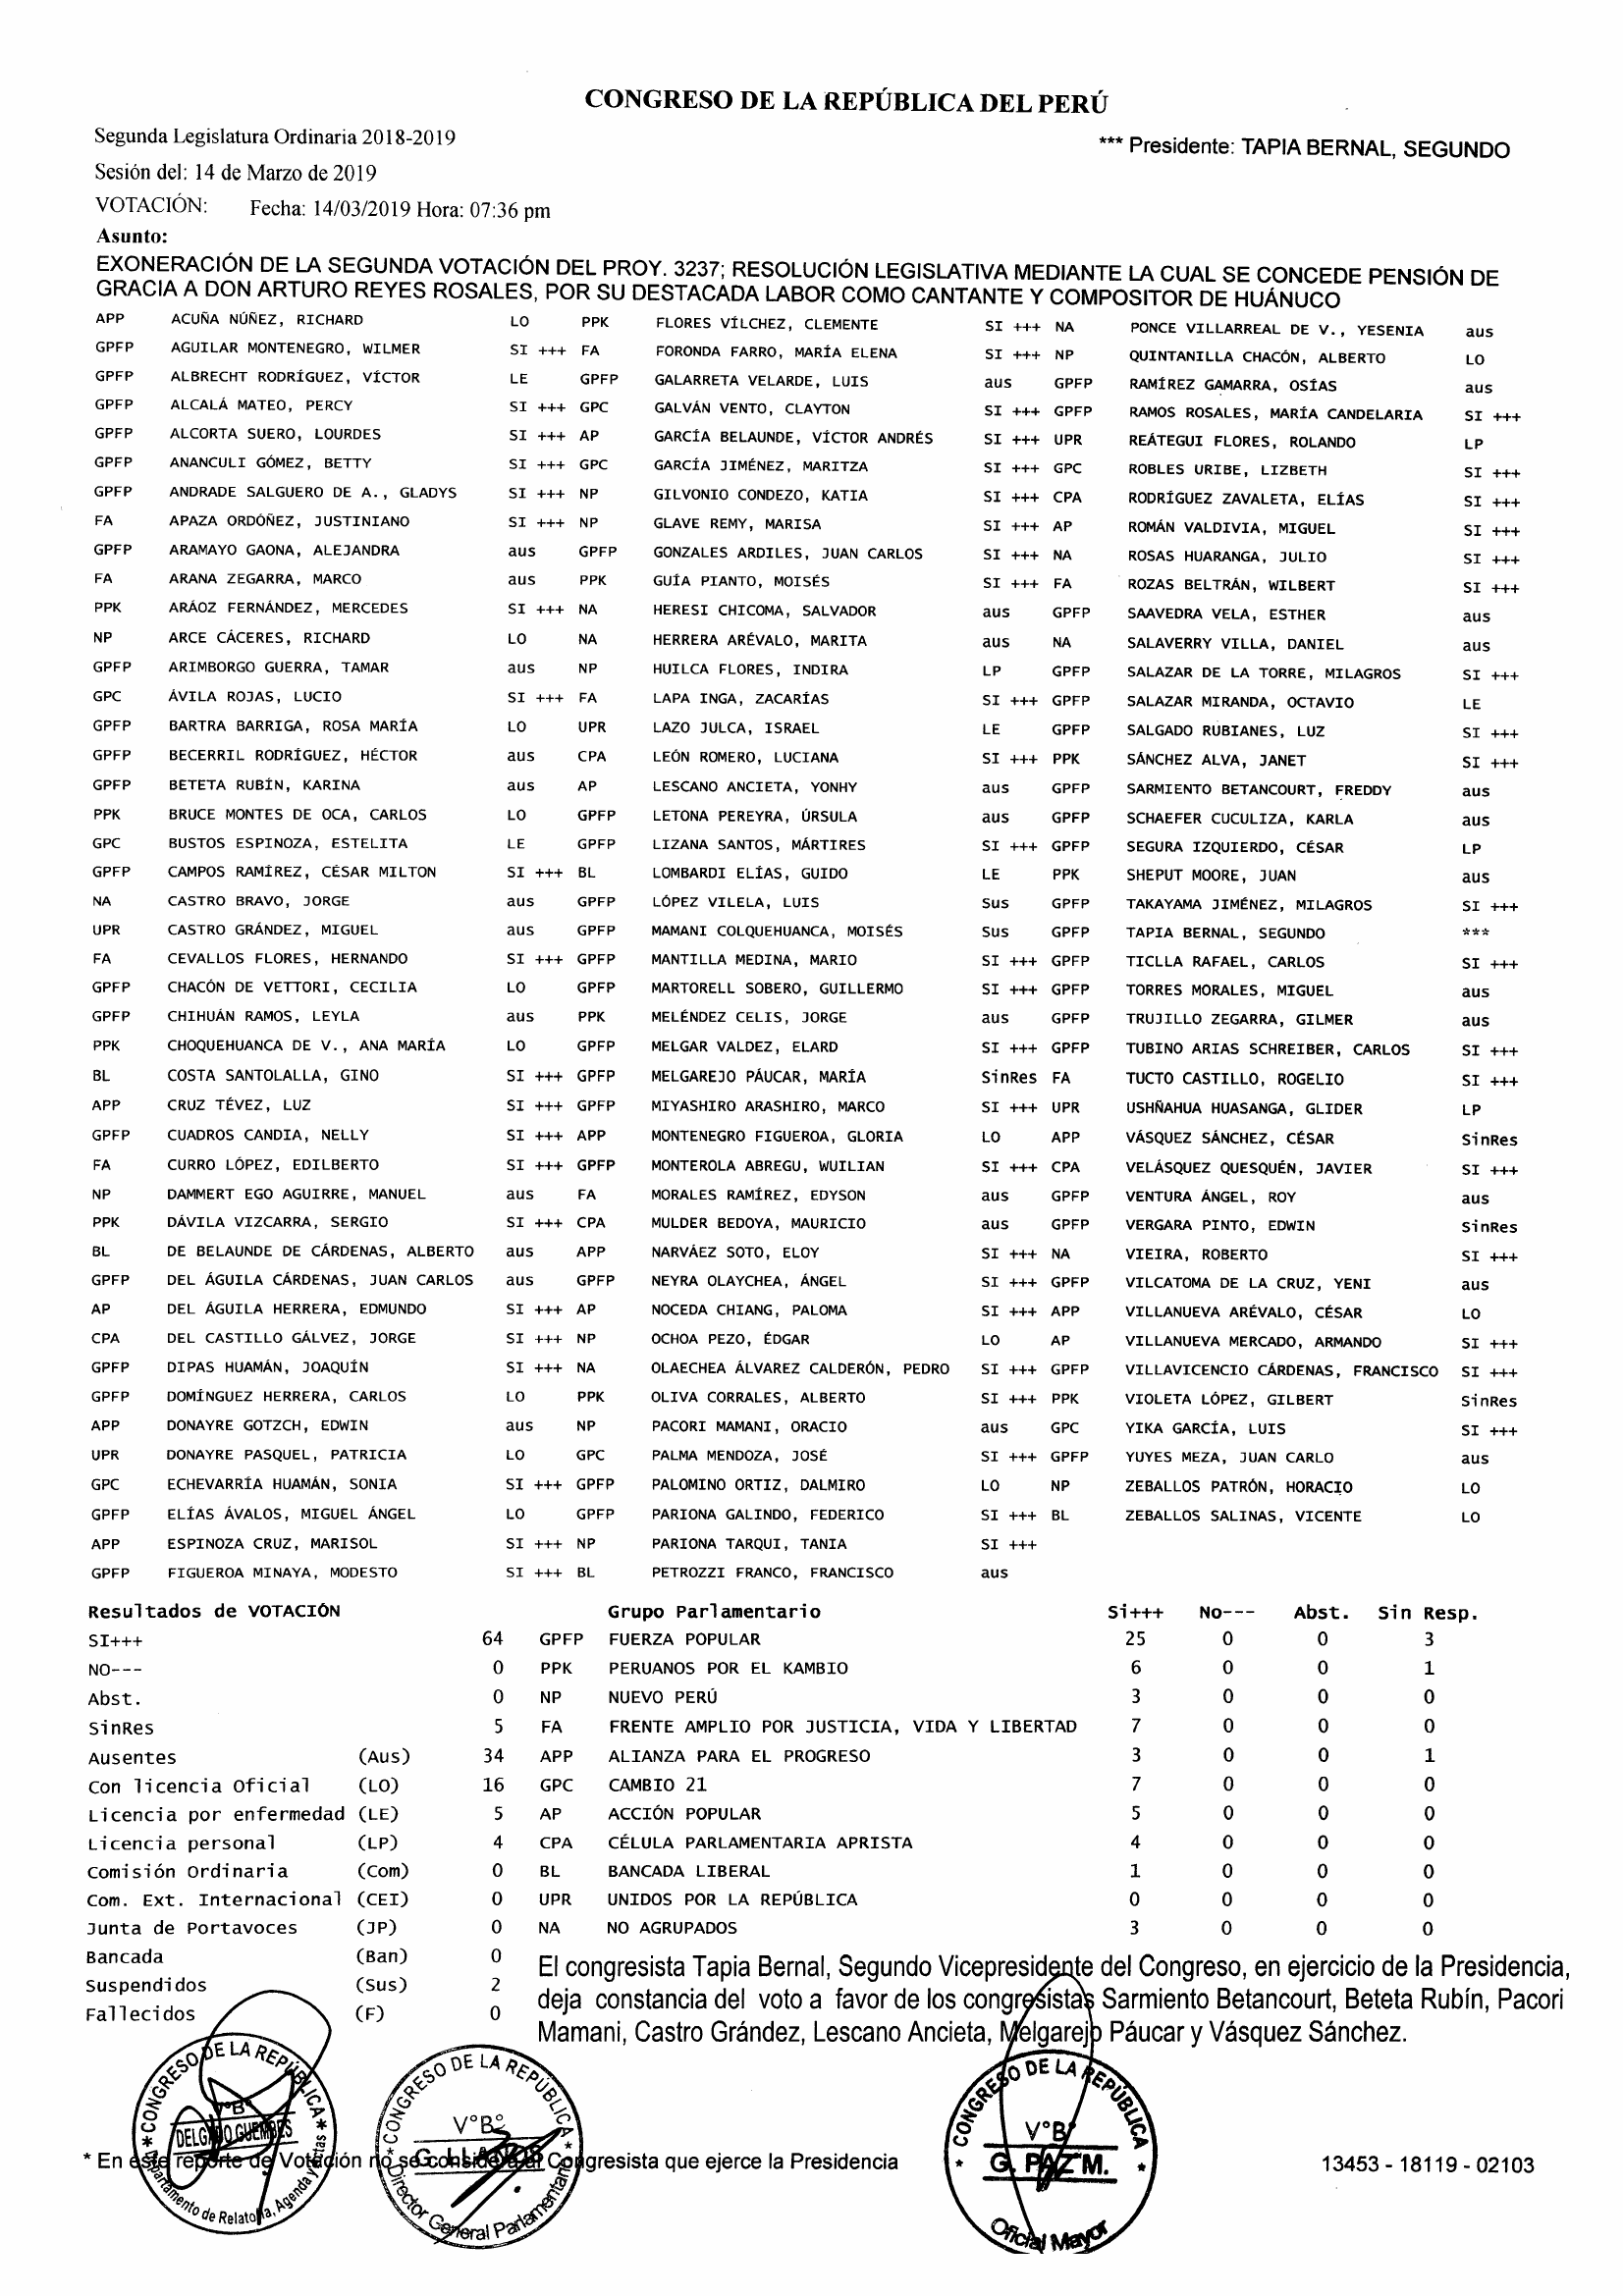 CONGRESO DE LA REPÚBLICA DEL PERÚ
Segunda Legislatura Ordinaria 2018-2019
*** Presidente: TAPIA BERNAL, SEGUNDO
Sesión del: 14 de Marzo de 2019
VOTACIÓN: Fecha: 14/03/2019 Hora: 07:36 pm
Asunto:
EXONERACIÓN DE LA SEGUNDA VOTACIÓN DEL PROY. 3237; RESOLUCIÓN LEGISLATIVA MEDIANTE LA CUAL SE CONCEDE PENSIÓN DE
GRACIA A DON ARTURO REYES ROSALES, POR SU DESTACADA LABOR COMO CANTANTE Y COMPOSITOR DE HUÁNUCO
APP ACUÑA NÚÑEZ, RICHARD LO PPK FLORES VÍLCHEZ, CLEMENTE SI +++ NA PONCE VILLARREAL DE V., YESENIA aus
GPFP AGUILAR MONTENEGRO, WILMER SI +++ FA FORONDA FARRO, MARÍA ELENA SI +++ NP QUINTANILLA CHACÓN, ALBERTO LO
GPFP ALBRECHT RODRÍGUEZ, VÍCTOR LE GPFP GALARRETA VELARDE, LUIS aus GPFP RAMÍREZ GAMARRA, OSÍAS aus
GPFP ALCALÁ MATEO, PERCY SI +++ GPC GALVÁN VENTO, CLAYTON SI +++ GPFP RAMOS ROSALES, MARÍA CANDELARIA SI +++
GPFP ALCORTA SUERO, LOURDES SI +++ AP GARCÍA BELAUNDE, VÍCTOR ANDRÉS SI +++ UPR REÁTEGUI FLORES, ROLANDO LP
GPFP ANANCULI GÓMEZ, BETTY SI +++ GPC GARCÍA JIMÉNEZ, MARITZA SI +++ GPC ROBLES URIBE, LIZBETH SI +++
GPFP ANDRADE SALGUERO DE A., GLADYS SI +++ NP GILVONIO CONDEZO, KATIA SI +++ CPA RODRÍGUEZ ZAVALETA, ELÍAS SI +++
FA APAZA ORDÓÑEZ, JUSTINIANO SI +++ NP GLAVE REMY, MARISA SI +++ AP ROMÁN VALDIVIA, MIGUEL SI +++
GPFP ARAMAYO GAONA, ALEJANDRA aus GPFP GONZALES ARDILES, JUAN CARLOS SI +++ NA ROSAS HUARANGA, JULIO SI +++
FA ARANA ZEGARRA, MARCO aus PPK GUÍA PIANTO, MOISÉS SI +++ FA ROZAS BELTRÁN, WILBERT SI +++
PPK ARÁOZ FERNÁNDEZ, MERCEDES SI +++ NA HERESI CHICOMA, SALVADOR aus GPFP SAAVEDRA VELA, ESTHER aus
NP ARCE CÁCERES, RICHARD LO NA HERRERA ARÉVALO, MARITA aus NA SALAVERRY VILLA, DANIEL aus
GPFP ARIMBORGO GUERRA, TAMAR aus NP HUILCA FLORES, INDIRA LP GPFP SALAZAR DE LA TORRE, MILAGROS SI +++
GPC ÁVILA ROJAS, LUCIO SI +++ FA LAPA INGA, ZACARÍAS SI +++ GPFP SALAZAR MIRANDA, OCTAVIO LE
GPFP BARTRA BARRIGA, ROSA MARÍA LO UPR LAZO JULCA, ISRAEL LE GPFP SALGADO RUBIANES, LUZ SI +++
GPFP BECERRIL RODRÍGUEZ, HÉCTOR aus CPA LEÓN ROMERO, LUCIANA SI +++ PPK SÁNCHEZ ALVA, JANET SI +++
GPFP BETETA RUBÍN, KARINA aus AP LESCANO ANCIETA, YONHY aus GPFP SARMIENTO BETANCOURT, FREDDY aus
PPK BRUCE MONTES DE OCA, CARLOS LO GPFP LETONA PEREYRA, ÚRSULA aus GPFP SCHAEFER CUCULIZA, KARLA aus
GPC BUSTOS ESPINOZA, ESTELITA LE GPFP LIZANA SANTOS, MÁRTIRES SI +++ GPFP SEGURA IZQUIERDO, CÉSAR LP
GPFP CAMPOS RAMÍREZ, CÉSAR MILTON SI +++ BL LOMBARDI ELÍAS, GUIDO LE PPK SHEPUT MOORE, JUAN aus
NA CASTRO BRAVO, JORGE aus GPFP LÓPEZ VILELA, LUIS Sus GPFP TAKAYAMA JIMÉNEZ, MILAGROS SI +++
UPR CASTRO GRÁNDEZ, MIGUEL aus GPFP MAMANI COLQUEHUANCA, MOISÉS Sus GPFP TAPIA BERNAL, SEGUNDO ***
FA CEVALLOS FLORES, HERNANDO SI +++ GPFP MANTILLA MEDINA, MARIO SI +++ GPFP TICLLA RAFAEL, CARLOS SI +++
GPFP CHACÓN DE VETTORI, CECILIA LO GPFP MARTORELL SOBERO, GUILLERMO SI +++ GPFP TORRES MORALES, MIGUEL aus
GPFP CHIHUÁN RAMOS, LEYLA aus PPK MELÉNDEZ CELIS, JORGE aus GPFP TRUJILLO ZEGARRA, GILMER aus
PPK CHOQUEHUANCA DE V., ANA MARÍA LO GPFP MELGAR VALDEZ, ELARD SI +++ GPFP TUBINO ARIAS SCHREIBER, CARLOS SI +++
BL COSTA SANTOLALLA, GINO SI +++ GPFP MELGAREJO PÁUCAR, MARÍA SinRes FA TUCTO CASTILLO, ROGELIO SI +++
APP CRUZ TÉVEZ, LUZ SI +++ GPFP MIYASHIRO ARASHIRO, MARCO SI +++ UPR USHÑAHUA HUASANGA, GLIDER LP
GPFP CUADROS CANDIA, NELLY SI +++ APP MONTENEGRO FIGUEROA, GLORIA LO APP VÁSQUEZ SÁNCHEZ, CÉSAR SinRes
FA CURRO LÓPEZ, EDILBERTO SI +++ GPFP MONTEROLA ABREGU, WUILIAN SI +++ CPA VELÁSQUEZ QUESQUÉN, JAVIER SI +++
NP DAMMERT EGO AGUIRRE, MANUEL aus FA MORALES RAMÍREZ, EDYSON aus GPFP VENTURA ÁNGEL, ROY aus
PPK DÁVILA VIZCARRA, SERGIO SI +++ CPA MULDER BEDOYA, MAURICIO aus GPFP VERGARA PINTO, EDWIN SinRes
BL DE BELAUNDE DE CÁRDENAS, ALBERTO aus APP NARVÁEZ SOTO, ELOY SI +++ NA VIEIRA, ROBERTO SI +++
GPFP DEL ÁGUILA CÁRDENAS, JUAN CARLOS aus GPFP NEYRA OLAYCHEA, ÁNGEL SI +++ GPFP VILCATOMA DE LA CRUZ, YENI aus
AP DEL ÁGUILA HERRERA, EDMUNDO SI +++ AP NOCEDA CHIANG, PALOMA SI +++ APP VILLANUEVA ARÉVALO, CÉSAR LO
CPA DEL CASTILLO GÁLVEZ, JORGE SI +++ NP OCHOA PEZO, ÉDGAR LO AP VILLANUEVA MERCADO, ARMANDO SI +++
GPFP DIPAS HUAMÁN, JOAQUÍN SI +++ NA OLAECHEA ÁLVAREZ CALDERÓN, PEDRO SI +++ GPFP VILLAVICENCIO CÁRDENAS, FRANCISCO SI +++
GPFP DOMÍNGUEZ HERRERA, CARLOS LO PPK OLIVA CORRALES, ALBERTO SI +++ PPK VIOLETA LÓPEZ, GILBERT SinRes
APP DONAYRE GOTZCH, EDWIN aus NP PACORI MAMANI, ORACIO aus GPC YIKA GARCÍA, LUIS SI +++
UPR DONAYRE PASQUEL, PATRICIA LO GPC PALMA MENDOZA, JOSÉ SI +++ GPFP YUYES MEZA, JUAN CARLO aus
GPC ECHEVARRÍA HUAMÁN, SONIA SI +++ GPFP PALOMINO ORTIZ, DALMIRO LO NP ZEBALLOS PATRÓN, HORACIO LO
GPFP ELÍAS ÁVALOS, MIGUEL ÁNGEL LO GPFP PARIONA GALINDO, FEDERICO SI +++ BL ZEBALLOS SALINAS, VICENTE LO
APP ESPINOZA CRUZ, MARISOL SI +++ NP PARIONA TARQUI, TANIA SI +++
GPFP FIGUEROA MINAYA, MODESTO SI +++ BL PETROZZI FRANCO, FRANCISCO aus
Resultados de VOTACIÓN Grupo Parlamentario Si+++ No--- Abst. Sin Resp.
SI+++ 64 GPFP FUERZA POPULAR 25 0 0 3
NO--- 0 PPK PERUANOS POR EL KAMBIO 6 0 0 1
Abst. 0 NP NUEVO PERÚ 3 0 0 0
SinRes 5 FA FRENTE AMPLIO POR JUSTICIA, VIDA Y LIBERTAD 7 0 0 0
Ausentes (Aus) 34 APP ALIANZA PARA EL PROGRESO 3 0 0 1
Con licencia Oficial (LO) 16 GPC CAMBIO 21 7 0 0 0
Licencia por enfermedad (LE) 5 AP ACCIÓN POPULAR 5 0 0 0
Licencia personal (LP) 4 CPA CÉLULA PARLAMENTARIA APRISTA 4 0 0 0
Comisión Ordinaria (Com) 0 BL BANCADA LIBERAL 1 0 0 0
Com. Ext. Internacional (CEI) 0 UPR UNIDOS POR LA REPÚBLICA 0 0 0 0
Junta de Portavoces (JP) 0 NA NO AGRUPADOS 3 0 0 0
Bancada (Ban) 0
Suspendidos (Sus) 2
Fallecidos (F) 0
El congresista Tapia Bernal, Segundo Vicepresidente del Congreso, en ejercicio de la Presidencia,
deja constancia del voto a favor de los congresistas Sarmiento Betancourt, Beteta Rubín, Pacori
Mamani, Castro Grández, Lescano Ancieta, Melgarejo Páucar y Vásquez Sánchez.
* CONGRESO DE LA REPÚBLICA *
V°B°
DELGADO GUEMBES
Departamento de Relatoría, Agenda y Actas
* CONGRESO DE LA REPÚBLICA *
V°B°
G. LLANOS
Director General Parlamentario
* CONGRESO DE LA REPÚBLICA *
V°B°
G. PAZ M.
Oficial Mayor
* En este reporte de Votación no se considera al Congresista que ejerce la Presidencia
13453 - 18119 - 02103